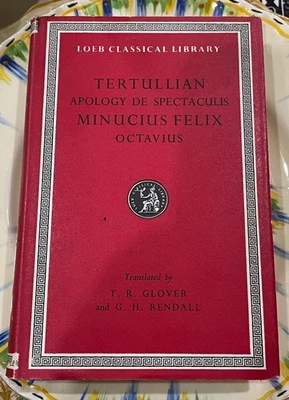 LOEB CLASSICAL LIBRARY
TERTULLIAN
APOLOGY DE SPECTACULIS
MINUCIUS FELIX
OCTAVIUS
Translated by
T. R. GLOVER
and G. H. RENDALL